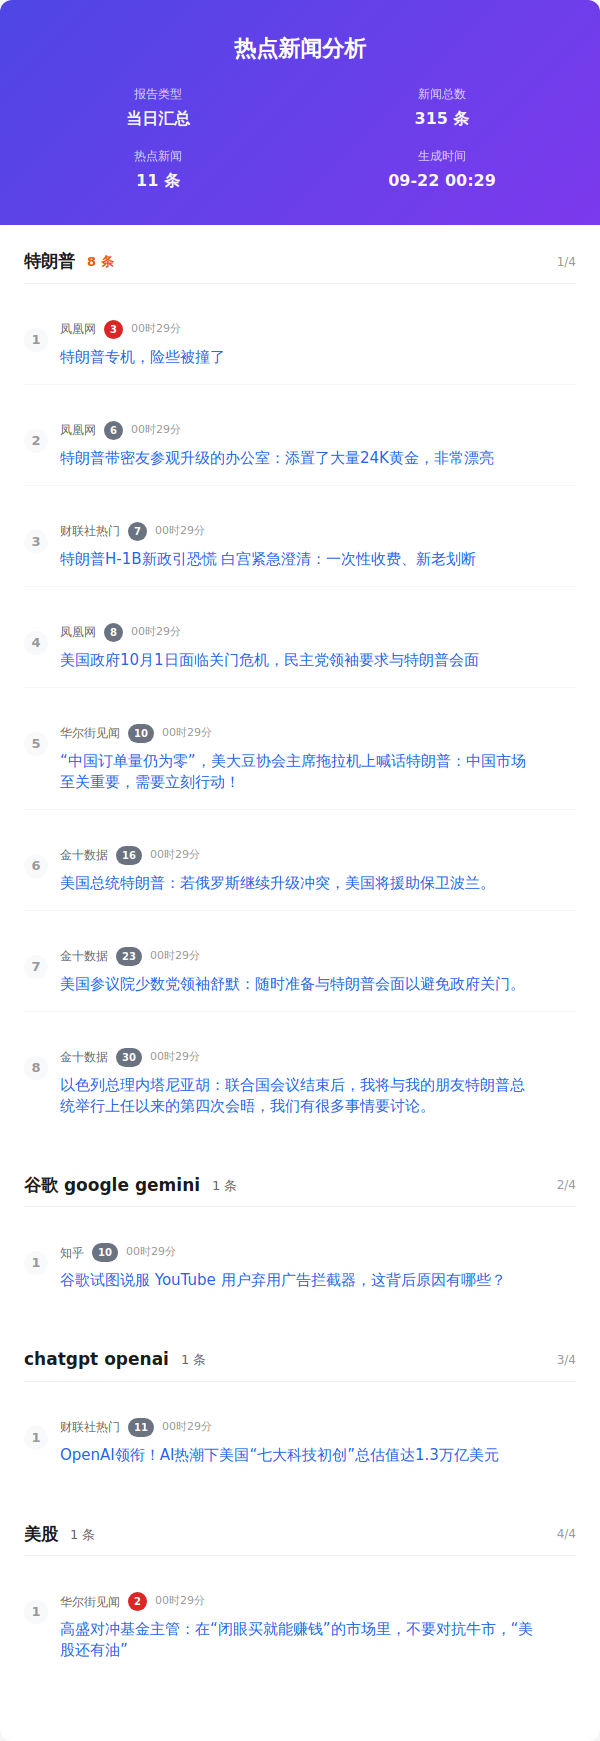 热点新闻分析
报告类型
新闻总数
当日汇总
315 条
热点新闻
生成时间
11 条
09-22 00:29
特朗普 8 条 1/4
1 凤凰网 3 00时29分
特朗普专机，险些被撞了
2 凤凰网 6 00时29分
特朗普带密友参观升级的办公室：添置了大量24K黄金，非常漂亮
3 财联社热门 7 00时29分
特朗普H-1B新政引恐慌 白宫紧急澄清：一次性收费、新老划断
4 凤凰网 8 00时29分
美国政府10月1日面临关门危机，民主党领袖要求与特朗普会面
5 华尔街见闻 10 00时29分
“中国订单量仍为零”，美大豆协会主席拖拉机上喊话特朗普：中国市场
至关重要，需要立刻行动！
6 金十数据 16 00时29分
美国总统特朗普：若俄罗斯继续升级冲突，美国将援助保卫波兰。
7 金十数据 23 00时29分
美国参议院少数党领袖舒默：随时准备与特朗普会面以避免政府关门。
8 金十数据 30 00时29分
以色列总理内塔尼亚胡：联合国会议结束后，我将与我的朋友特朗普总
统举行上任以来的第四次会晤，我们有很多事情要讨论。
谷歌 google gemini 1 条 2/4
1 知乎 10 00时29分
谷歌试图说服 YouTube 用户弃用广告拦截器，这背后原因有哪些？
chatgpt openai 1 条 3/4
1 财联社热门 11 00时29分
OpenAI领衔！AI热潮下美国“七大科技初创”总估值达1.3万亿美元
美股 1 条 4/4
1 华尔街见闻 2 00时29分
高盛对冲基金主管：在“闭眼买就能赚钱”的市场里，不要对抗牛市，“美
股还有油”